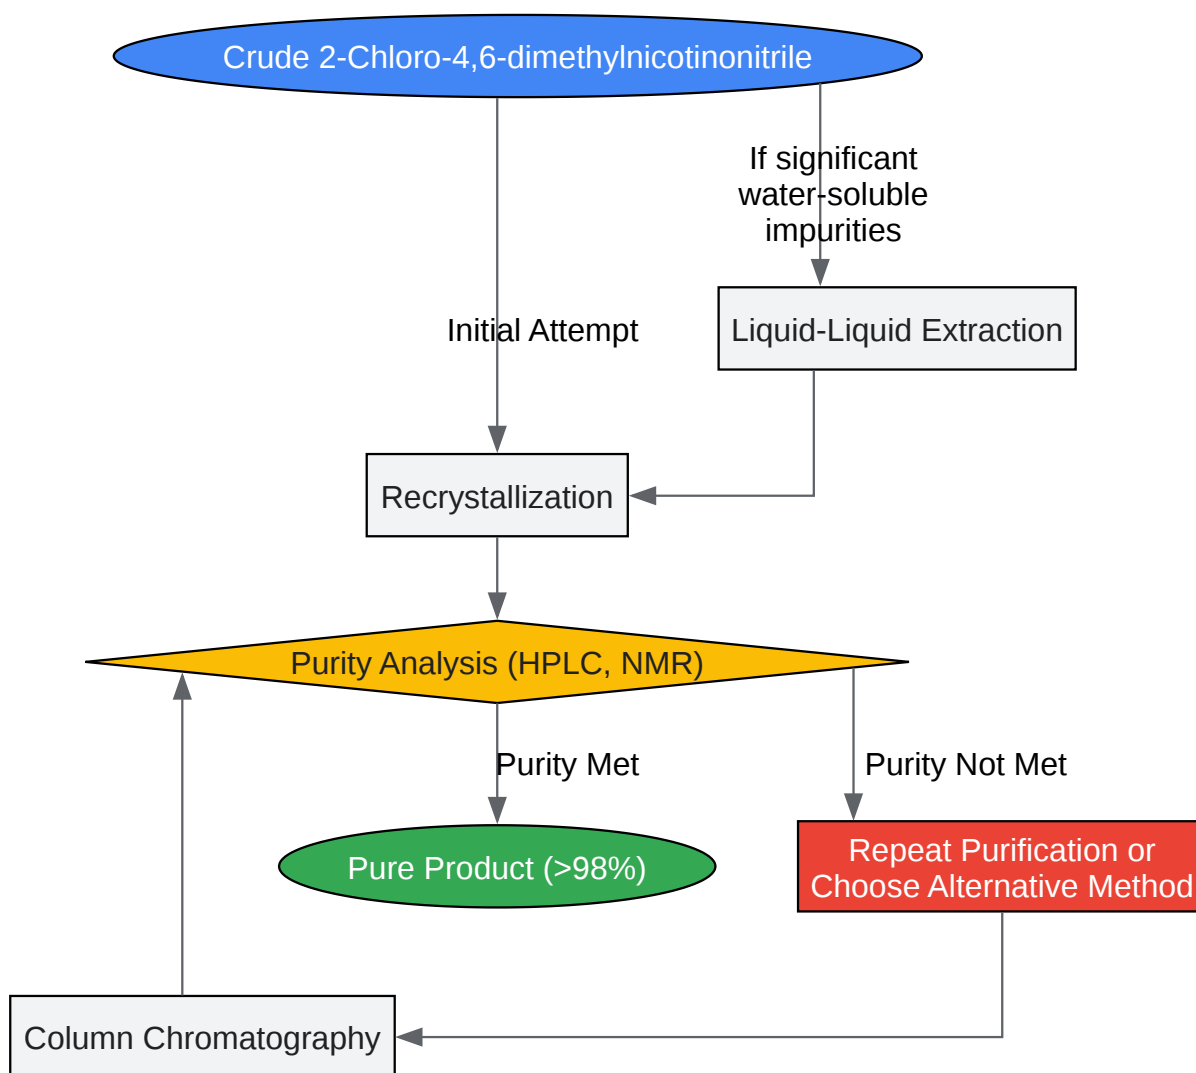 Crude 2-Chloro-4,6-dimethylnicotinonitrile
If significant
water-soluble
impurities
Initial Attempt
Liquid-Liquid Extraction
Recrystallization
Purity Analysis (HPLC, NMR)
Purity Met
Purity Not Met
Pure Product (>98%)
Repeat Purification or
Choose Alternative Method
Column Chromatography